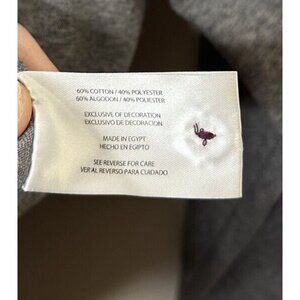 60% COTTON / 40% POLYESTER
60% ALGODON / 40% POLIESTER
EXCLUSIVE OF DECORATION
EXCLUSIVO DE DECORACION
MADE IN EGYPT
HECHO EN EGIPTO
SEE REVERSE FOR CARE
VER AL REVERSO PARA CUIDADO